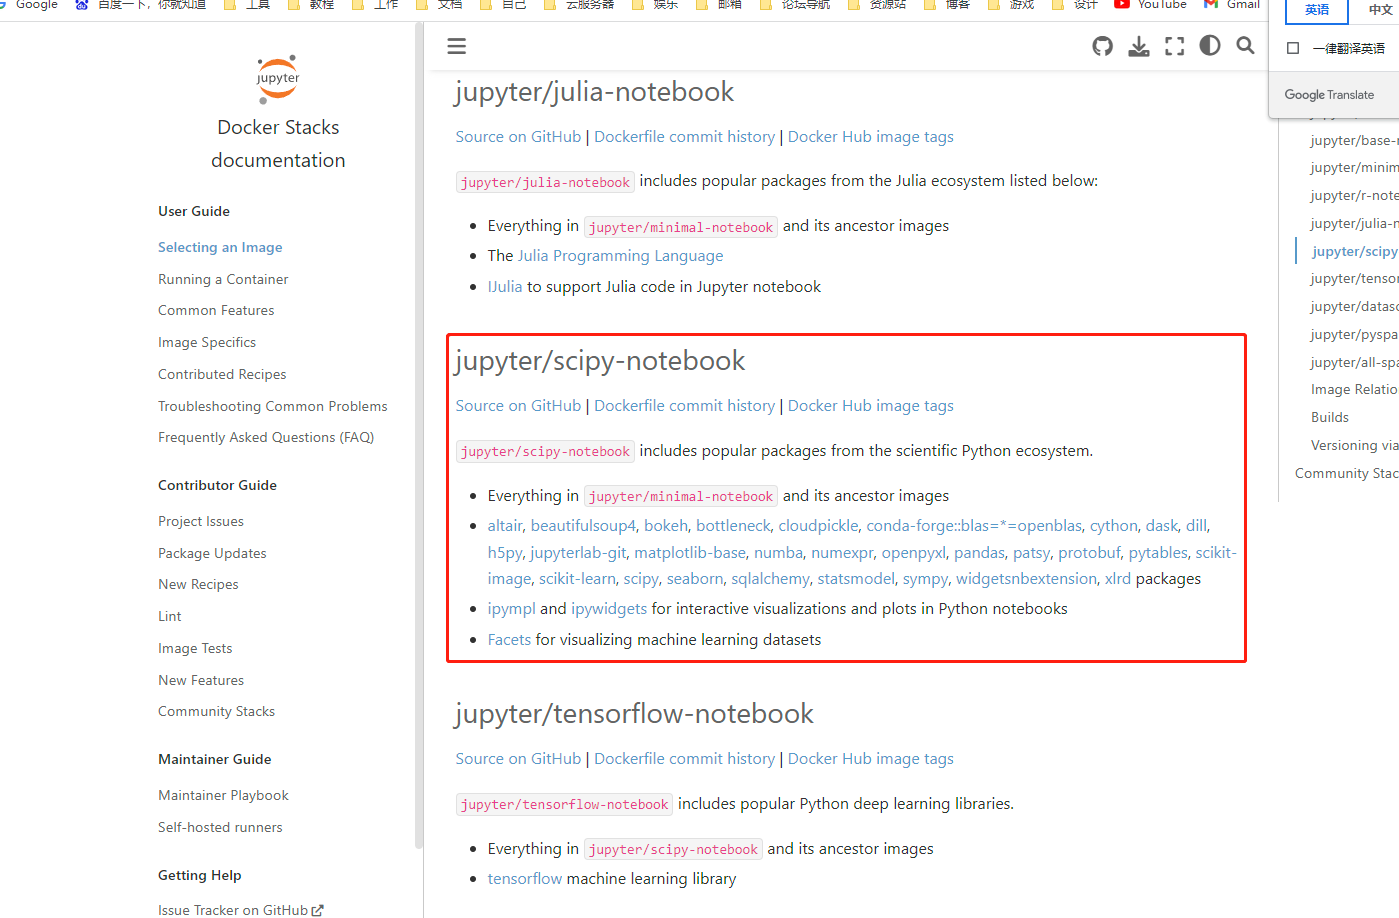 Google 百度一下，你就知道 工具 教程 工作 文档 自己 云服务器 娱乐 邮箱 论坛导航 资源站 博客 游戏 设计 YouTube Gmail
英语 中文
一律翻译英语
Google Translate
jupyter
Docker Stacks
documentation
User Guide
Selecting an Image
Running a Container
Common Features
Image Specifics
Contributed Recipes
Troubleshooting Common Problems
Frequently Asked Questions (FAQ)
Contributor Guide
Project Issues
Package Updates
New Recipes
Lint
Image Tests
New Features
Community Stacks
Maintainer Guide
Maintainer Playbook
Self-hosted runners
Getting Help
Issue Tracker on GitHub
jupyter/julia-notebook
Source on GitHub | Dockerfile commit history | Docker Hub image tags
jupyter/julia-notebook includes popular packages from the Julia ecosystem listed below:
Everything in jupyter/minimal-notebook and its ancestor images
The Julia Programming Language
IJulia to support Julia code in Jupyter notebook
jupyter/scipy-notebook
Source on GitHub | Dockerfile commit history | Docker Hub image tags
jupyter/scipy-notebook includes popular packages from the scientific Python ecosystem.
Everything in jupyter/minimal-notebook and its ancestor images
altair, beautifulsoup4, bokeh, bottleneck, cloudpickle, conda-forge::blas=*=openblas, cython, dask, dill,
h5py, jupyterlab-git, matplotlib-base, numba, numexpr, openpyxl, pandas, patsy, protobuf, pytables, scikit-
image, scikit-learn, scipy, seaborn, sqlalchemy, statsmodel, sympy, widgetsnbextension, xlrd packages
ipympl and ipywidgets for interactive visualizations and plots in Python notebooks
Facets for visualizing machine learning datasets
jupyter/tensorflow-notebook
Source on GitHub | Dockerfile commit history | Docker Hub image tags
jupyter/tensorflow-notebook includes popular Python deep learning libraries.
Everything in jupyter/scipy-notebook and its ancestor images
tensorflow machine learning library
jupyter/base-n
jupyter/minim
jupyter/r-note
jupyter/julia-n
jupyter/scipy
jupyter/tensor
jupyter/datasc
jupyter/pyspa
jupyter/all-spa
Image Relatio
Builds
Versioning via
Community Stac